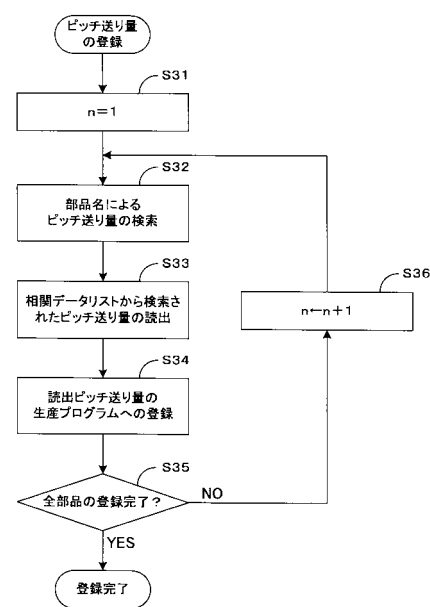 ピッチ送り量
の登録
S31
n=1
S32
部品名による
ピッチ送り量の検索
S33
相関データリストから検索さ
れたピッチ送り量の読出
S34
読出ピッチ送り量の
生産プログラムへの登録
S35
全部品の登録完了？
NO
YES
S36
n←n+1
登録完了